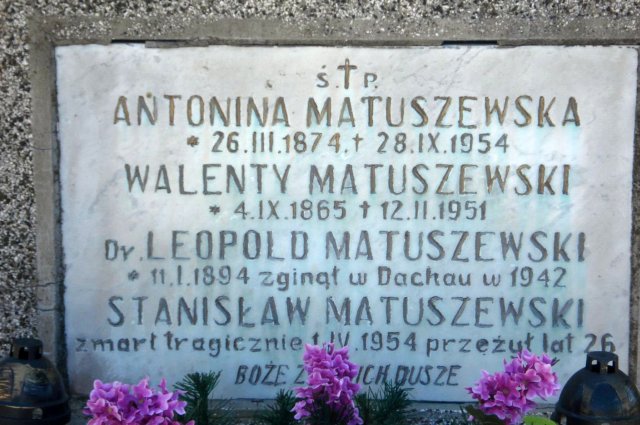 Ś.†P.
ANTONINA MATUSZEWSKA
* 26.III.1874.† 28.IX.1954
WALENTY MATUSZEWSKI
* 4.IX.1865 † 12.II.1951
Dr. LEOPOLD MATUSZEWSKI
* 11.I.1894 zginął w Dachau w 1942
STANISŁAW MATUSZEWSKI
zmarł tragicznie 1.IV.1954 przeżył lat 26
BOŻE ICH DUSZE